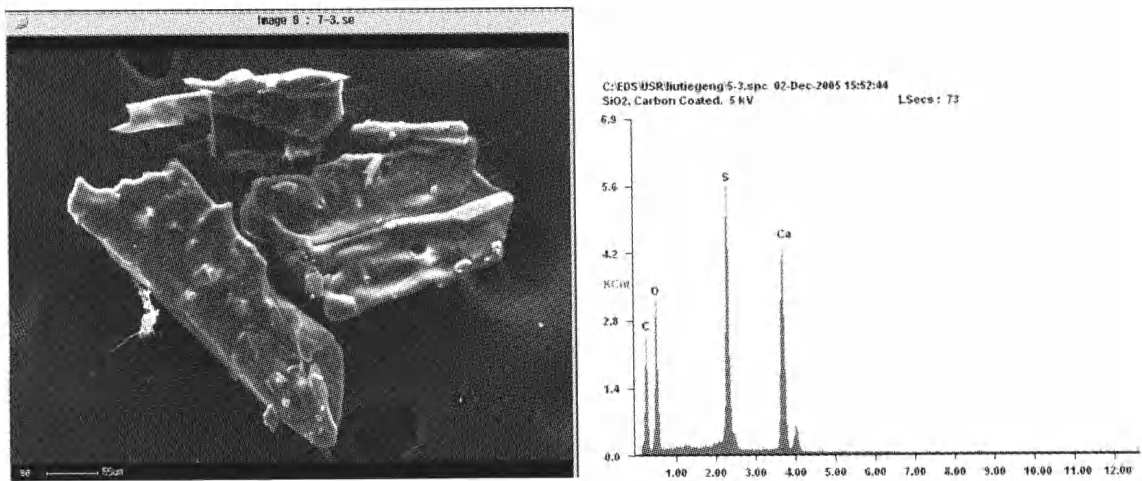 Image 8 : 7-3.se
se 55um
C:\EDS\USR\liutiegeng\5-3.spc 02-Dec-2005 15:52:44
SiO2, Carbon Coated. 5 kV LSecs : 73
6.9
5.6
4.2
KCnt
2.8
1.4
0.0
C
O
S
Ca
1.00 2.00 3.00 4.00 5.00 6.00 7.00 8.00 9.00 10.00 11.00 12.00